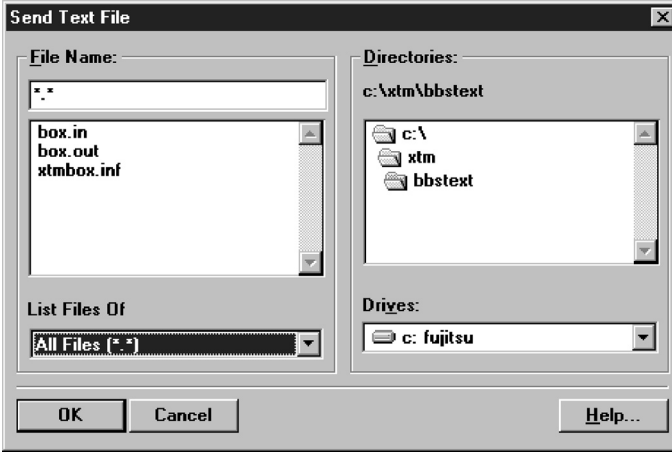 Send Text File
File Name:
*.*
box.in
box.out
xtmbox.inf
List Files Of
All Files (*.*)
Directories:
c:\xtm\bbstext
c:\
xtm
bbstext
Drives:
c: fujitsu
OK
Cancel
Help...